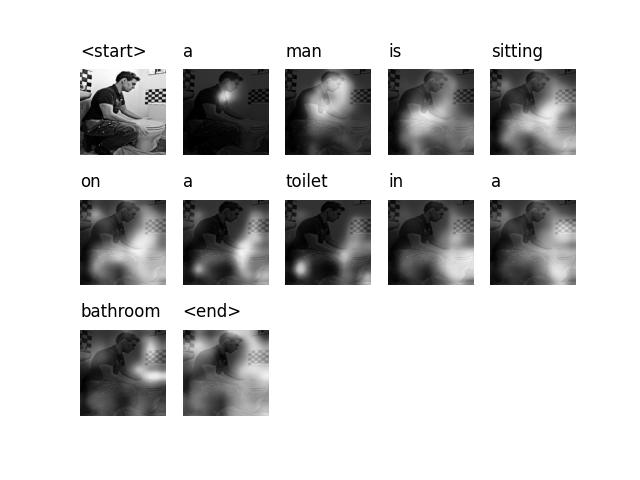 <start> a man is sitting
on a toilet in a
bathroom <end>